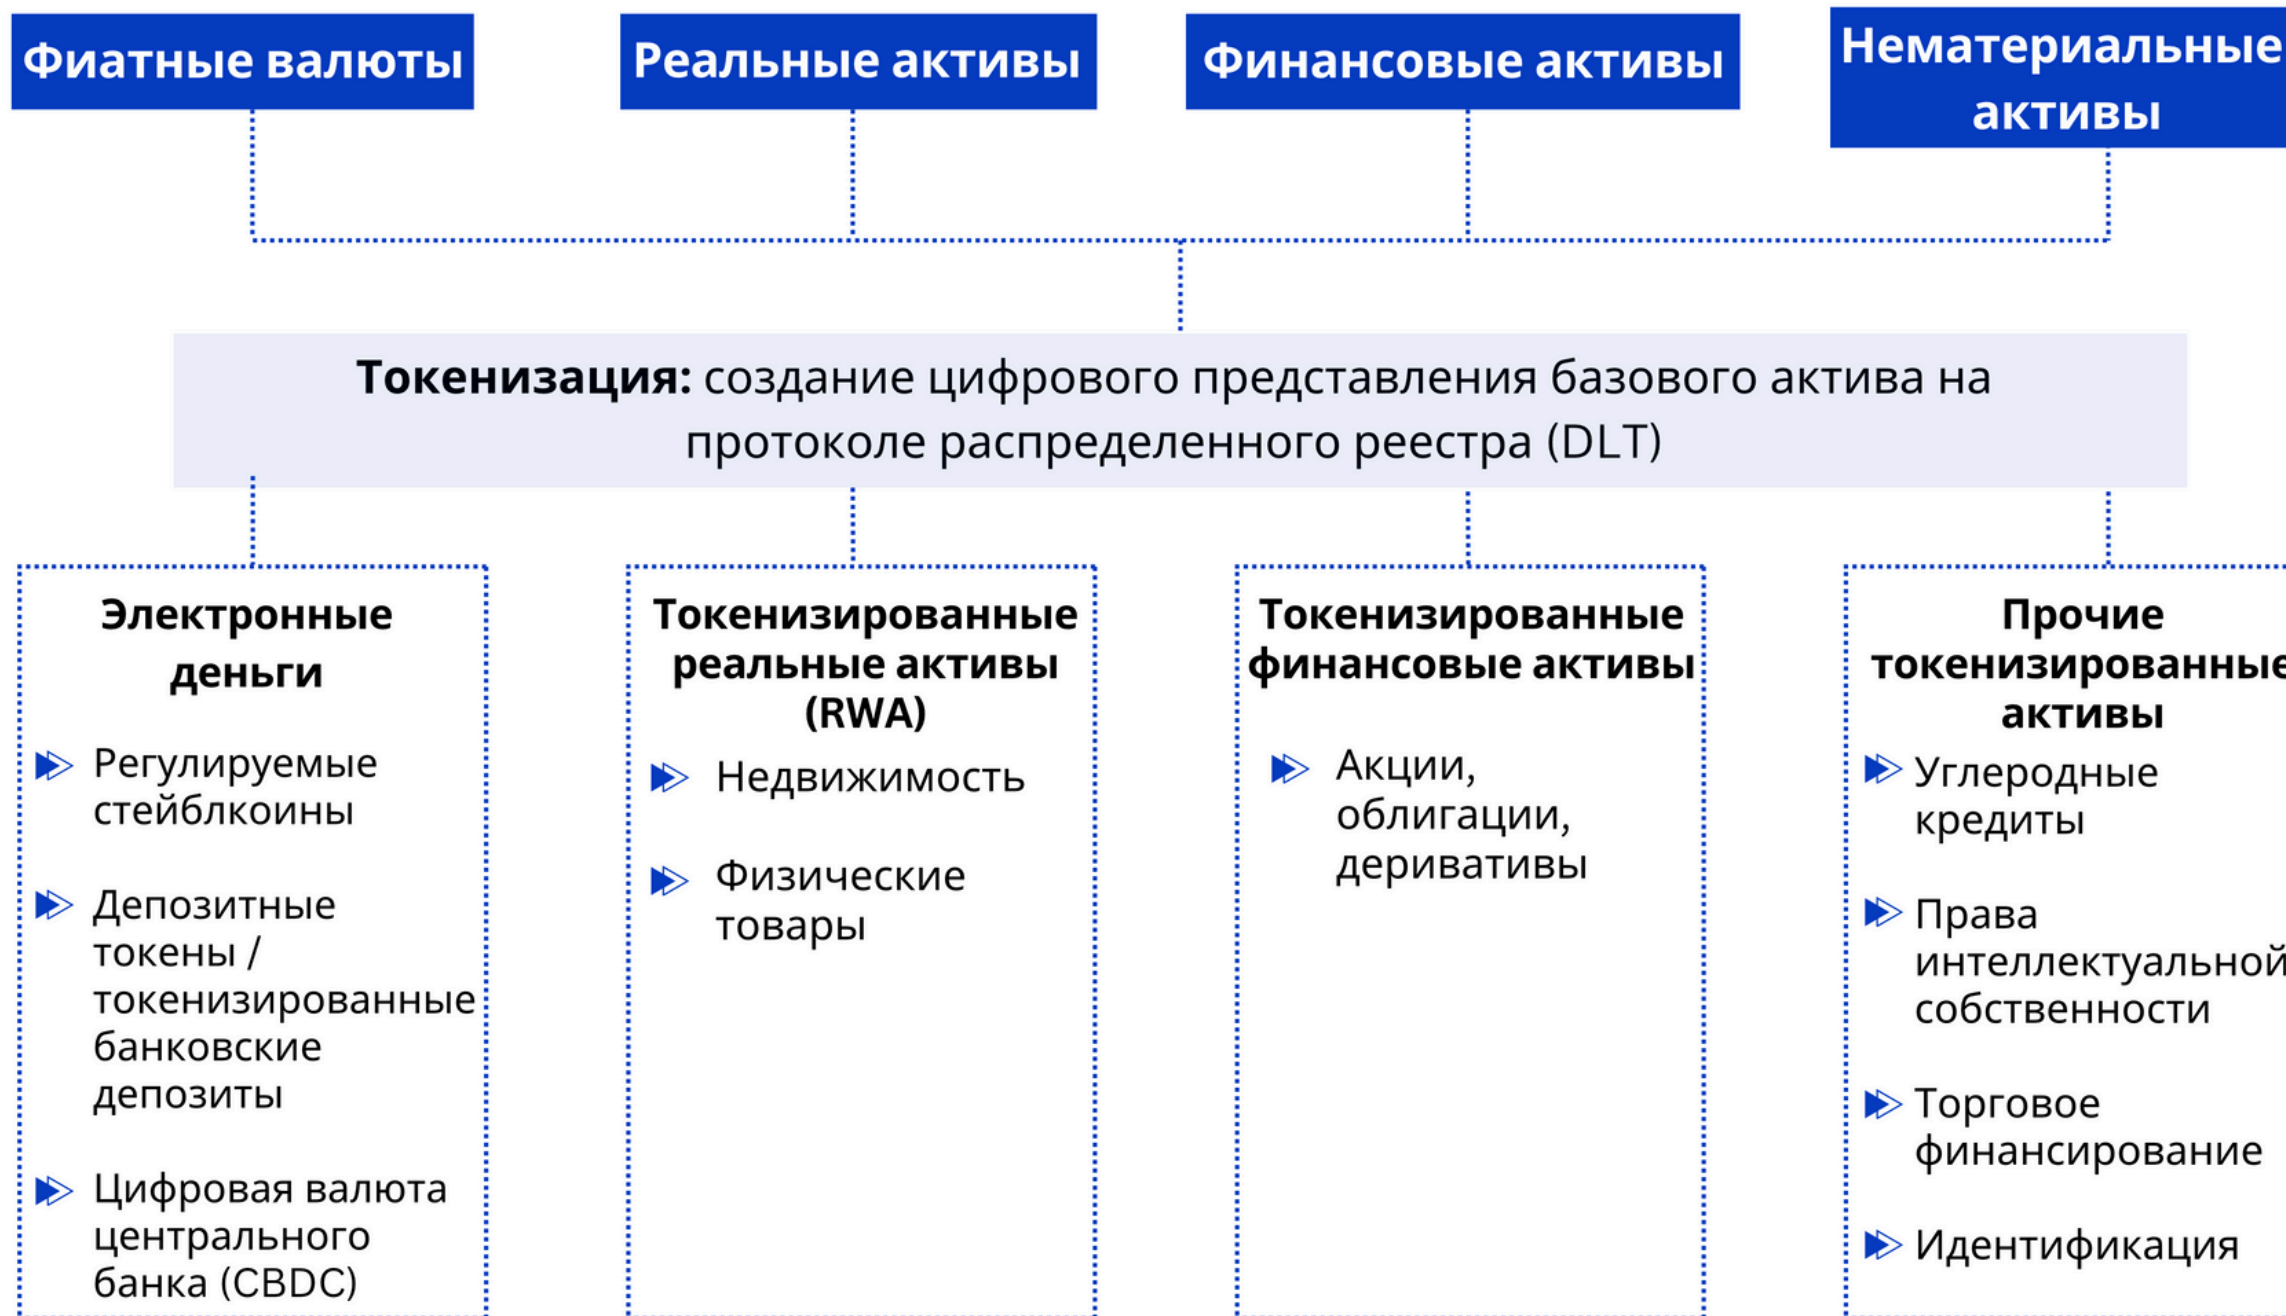 Фиатные валюты
Реальные активы
Финансовые активы
Нематериальные
активы
Токенизация: создание цифрового представления базового актива на
протоколе распределенного реестра (DLT)
Электронные
деньги
Регулируемые
стейблкоины
Депозитные
токены /
токенизированные
банковские
депозиты
Цифровая валюта
центрального
банка (CBDC)
Токенизированные
реальные активы
(RWA)
Недвижимость
Физические
товары
Токенизированные
финансовые активы
Акции,
облигации,
деривативы
Прочие
токенизированные
активы
Углеродные
кредиты
Права
интеллектуальной
собственности
Торговое
финансирование
Идентификация